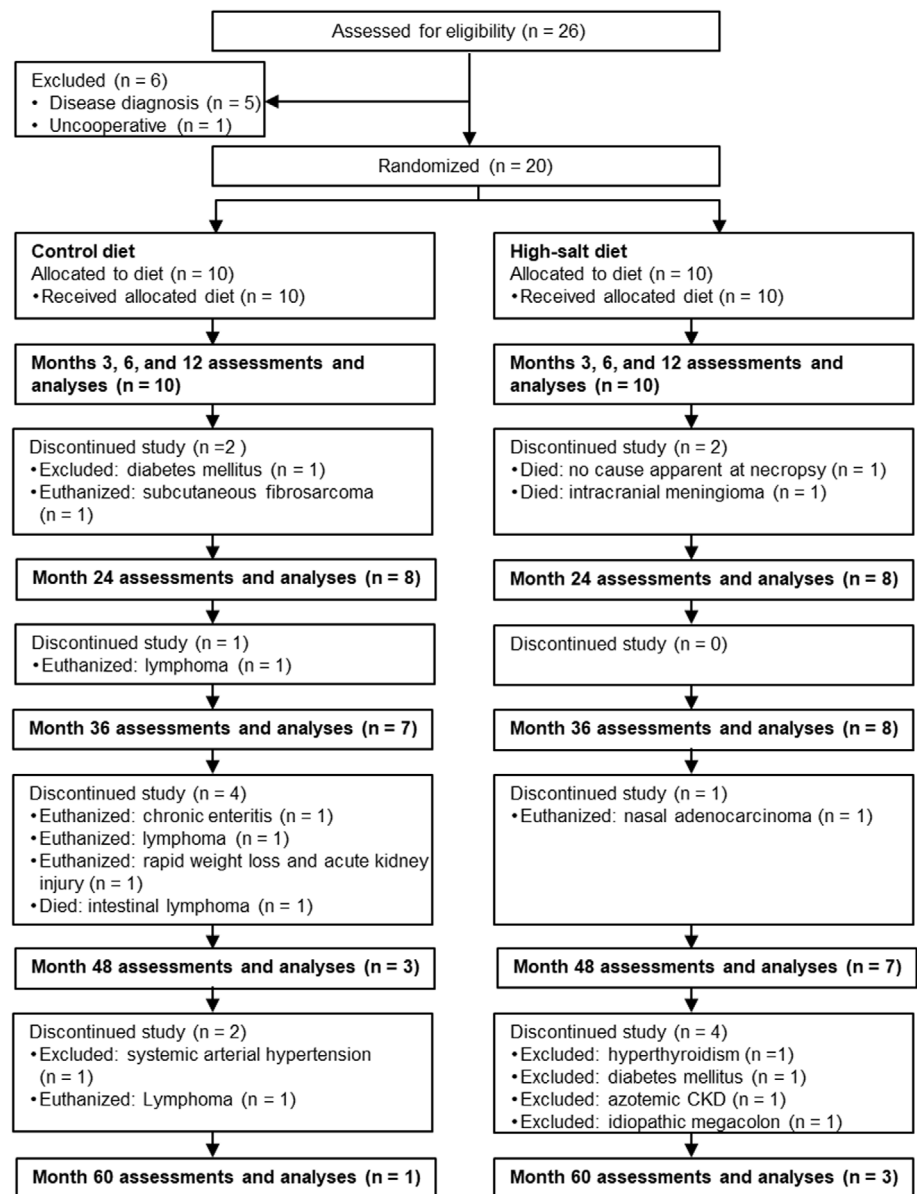 Assessed for eligibility (n = 26)
Excluded (n = 6)
• Disease diagnosis (n = 5)
• Uncooperative (n = 1)
Randomized (n = 20)
Control diet
Allocated to diet (n = 10)
•Received allocated diet (n = 10)
High-salt diet
Allocated to diet (n = 10)
•Received allocated diet (n = 10)
Months 3, 6, and 12 assessments and
analyses (n = 10)
Months 3, 6, and 12 assessments and
analyses (n = 10)
Discontinued study (n =2 )
•Excluded: diabetes mellitus (n = 1)
•Euthanized: subcutaneous fibrosarcoma
(n = 1)
Discontinued study (n = 2)
•Died: no cause apparent at necropsy (n = 1)
•Died: intracranial meningioma (n = 1)
Month 24 assessments and analyses (n = 8)
Month 24 assessments and analyses (n = 8)
Discontinued study (n = 1)
•Euthanized: lymphoma (n = 1)
Discontinued study (n = 0)
Month 36 assessments and analyses (n = 7)
Month 36 assessments and analyses (n = 8)
Discontinued study (n = 4)
•Euthanized: chronic enteritis (n = 1)
•Euthanized: lymphoma (n = 1)
•Euthanized: rapid weight loss and acute kidney
injury (n = 1)
•Died: intestinal lymphoma (n = 1)
Discontinued study (n = 1)
•Euthanized: nasal adenocarcinoma (n = 1)
Month 48 assessments and analyses (n = 3)
Month 48 assessments and analyses (n = 7)
Discontinued study (n = 2)
•Excluded: systemic arterial hypertension
(n = 1)
•Euthanized: Lymphoma (n = 1)
Discontinued study (n = 4)
•Excluded: hyperthyroidism (n =1)
•Excluded: diabetes mellitus (n = 1)
•Excluded: azotemic CKD (n = 1)
•Excluded: idiopathic megacolon (n = 1)
Month 60 assessments and analyses (n = 1)
Month 60 assessments and analyses (n = 3)